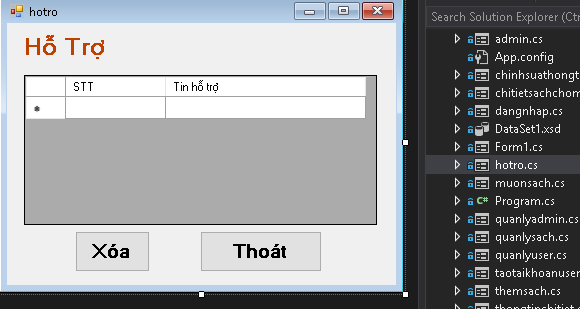 hotro
Hỗ Trợ
STT
Tin hỗ trợ
Xóa
Thoát
Search Solution Explorer (Ctr
admin.cs
App.config
chinhsuathongt
chitietsachchom
dangnhap.cs
DataSet1.xsd
Form1.cs
hotro.cs
muonsach.cs
C# Program.cs
quanlyadmin.cs
quanlysach.cs
quanlyuser.cs
taotaikhoanuser
themsach.cs